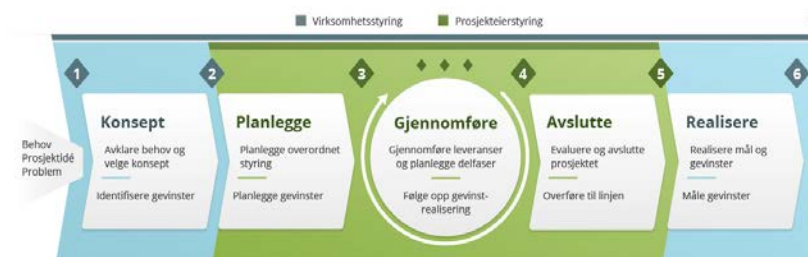 Virksomhetsstyring
Prosjekteierstyring
1
2
3
4
5
6
Behov
Prosjektidé
Problem
Konsept
Avklare behov og
velge konsept
Identifisere gevinster
Planlegge
Planlegge overordnet
styring
Planlegge gevinster
Gjennomføre
Gjennomføre leveranser
og planlegge delfaser
Følge opp gevinst-
realisering
Avslutte
Evaluere og avslutte
prosjektet
Overføre til linjen
Realisere
Realisere mål og
gevinster
Måle gevinster